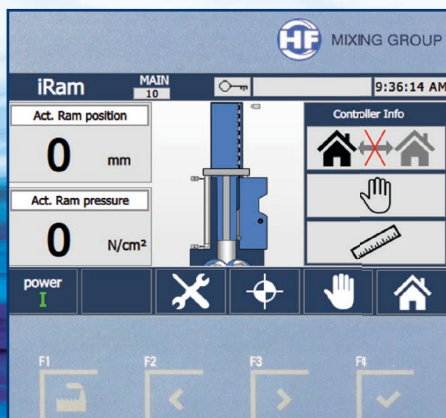 HF MIXING GROUP
iRam MAIN 9:36:14 AM
10
Act. Ram position
0 mm
Act. Ram pressure
0 N/cm²
Controller Info
power
I
F1 F2 F3 F4